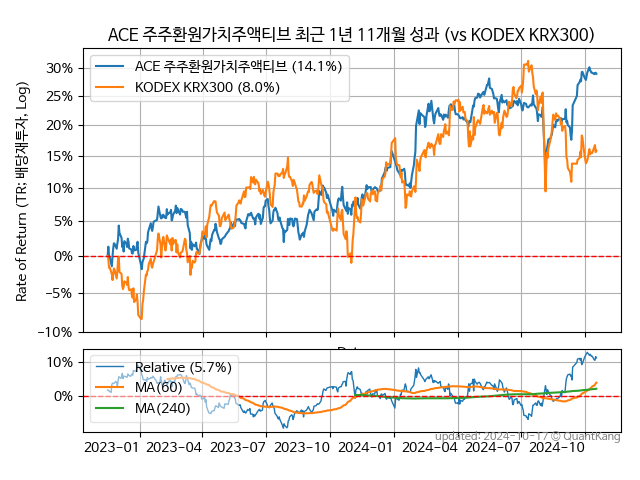 ACE 주주환원가치주액티브 최근 1년 11개월 성과 (vs KODEX KRX300)
Rate of Return (TR: 배당재투자, Log)
30%
25%
20%
15%
10%
5%
0%
−5%
−10%
ACE 주주환원가치주액티브 (14.1%)
KODEX KRX300 (8.0%)
10%
0%
Relative (5.7%)
MA(60)
MA(240)
updated: 2024-10-17 © QuantKang
2023-01 2023-04 2023-07 2023-10 2024-01 2024-04 2024-07 2024-10